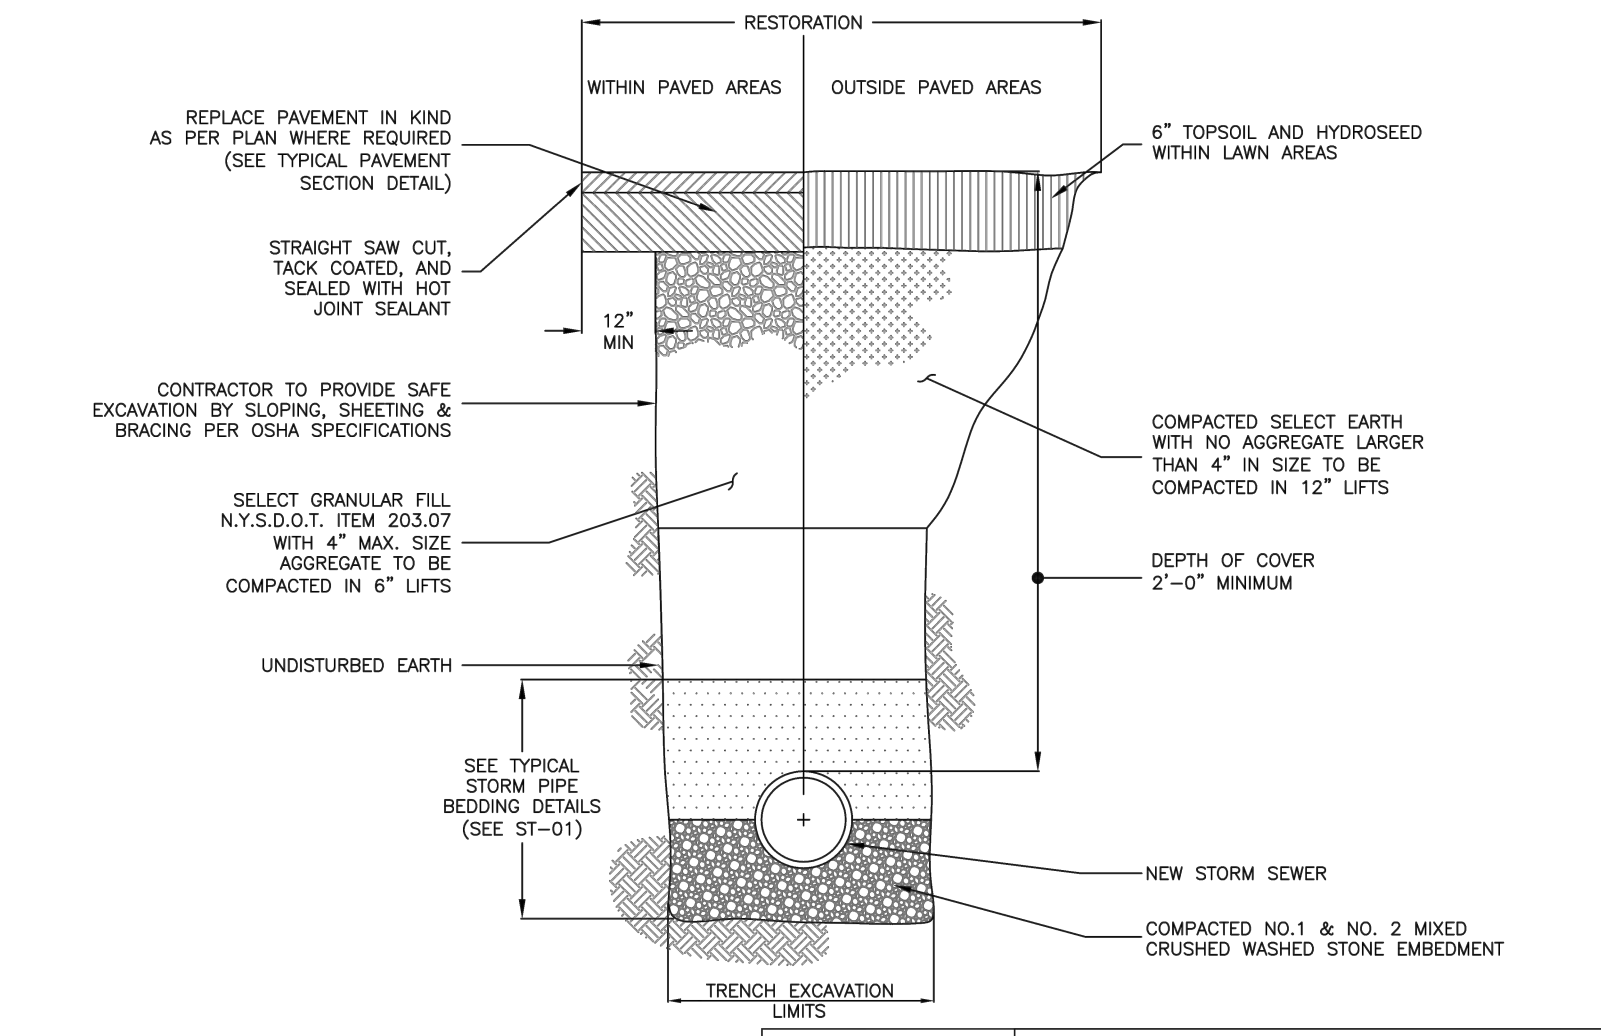 RESTORATION
WITHIN PAVED AREAS
OUTSIDE PAVED AREAS
REPLACE PAVEMENT IN KIND
AS PER PLAN WHERE REQUIRED
(SEE TYPICAL PAVEMENT
SECTION DETAIL)
6" TOPSOIL AND HYDROSEED
WITHIN LAWN AREAS
STRAIGHT SAW CUT,
TACK COATED, AND
SEALED WITH HOT
JOINT SEALANT
12"
MIN
CONTRACTOR TO PROVIDE SAFE
EXCAVATION BY SLOPING, SHEETING &
BRACING PER OSHA SPECIFICATIONS
COMPACTED SELECT EARTH
WITH NO AGGREGATE LARGER
THAN 4" IN SIZE TO BE
COMPACTED IN 12" LIFTS
SELECT GRANULAR FILL
N.Y.S.D.O.T. ITEM 203.07
WITH 4" MAX. SIZE
AGGREGATE TO BE
COMPACTED IN 6" LIFTS
DEPTH OF COVER
2'-0" MINIMUM
UNDISTURBED EARTH
SEE TYPICAL
STORM PIPE
BEDDING DETAILS
(SEE ST-01)
NEW STORM SEWER
COMPACTED NO.1 & NO. 2 MIXED
CRUSHED WASHED STONE EMBEDMENT
TRENCH EXCAVATION
LIMITS